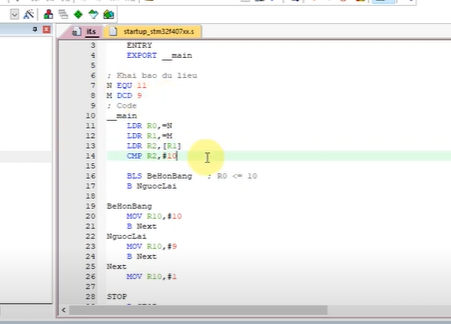 it.s
startup_stm32f407xx.s
3 ENTRY
4 EXPORT __main
5
6 ; Khai bao du lieu
7 N EQU 11
8 M DCD 9
9 ; Code
10 __main
11 LDR R0,=N
12 LDR R1,=M
13 LDR R2,[R1]
14 CMP R2,#10
15
16 BLS BeHonBang ; R0 <= 10
17 B NguocLai
18
19 BeHonBang
20 MOV R10,#10
21 B Next
22 NguocLai
23 MOV R10,#9
24 B Next
25 Next
26 MOV R10,#1
27
28 STOP